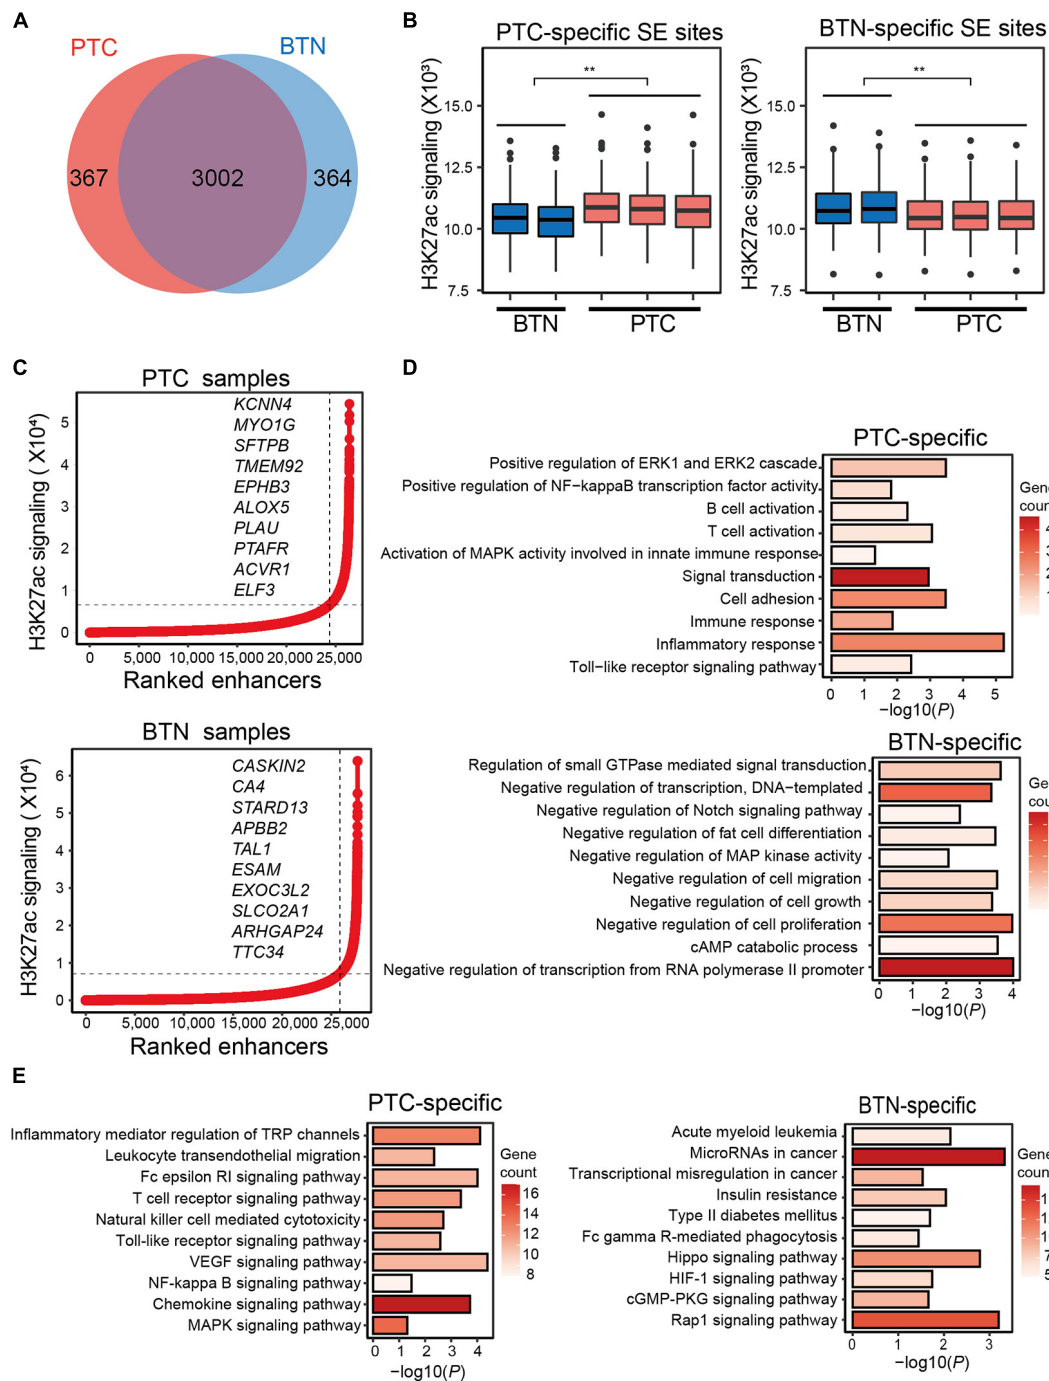 A
PTC
BTN
367
3002
364
B
PTC-specific SE sites
H3K27ac signaling (X10³)
15.0
12.5
10.0
7.5
**
BTN
PTC
BTN-specific SE sites
H3K27ac signaling (X10³)
15.0
12.5
10.0
7.5
**
BTN
PTC
C
PTC samples
H3K27ac signaling ( X10⁴)
5
4
3
2
1
0
KCNN4
MYO1G
SFTPB
TMEM92
EPHB3
ALOX5
PLAU
PTAFR
ACVR1
ELF3
0 5,000 10,000 15,000 20,000 25,000
Ranked enhancers
BTN samples
H3K27ac signaling ( X10⁴)
6
5
4
3
2
1
0
CASKIN2
CA4
STARD13
APBB2
TAL1
ESAM
EXOC3L2
SLCO2A1
ARHGAP24
TTC34
0 5,000 10,000 15,000 20,000 25,000
Ranked enhancers
D
PTC-specific
Positive regulation of ERK1 and ERK2 cascade
Positive regulation of NF−kappaB transcription factor activity
B cell activation
T cell activation
Activation of MAPK activity involved in innate immune response
Signal transduction
Cell adhesion
Immune response
Inflammatory response
Toll−like receptor signaling pathway
0 1 2 3 4 5
−log10(P)
Gene
coun
4
3
2
1
BTN-specific
Regulation of small GTPase mediated signal transduction
Negative regulation of transcription, DNA−templated
Negative regulation of Notch signaling pathway
Negative regulation of fat cell differentiation
Negative regulation of MAP kinase activity
Negative regulation of cell migration
Negative regulation of cell growth
Negative regulation of cell proliferation
cAMP catabolic process
Negative regulation of transcription from RNA polymerase II promoter
0 1 2 3 4
−log10(P)
Ge
cou
E
PTC-specific
Inflammatory mediator regulation of TRP channels
Leukocyte transendothelial migration
Fc epsilon RI signaling pathway
T cell receptor signaling pathway
Natural killer cell mediated cytotoxicity
Toll-like receptor signaling pathway
VEGF signaling pathway
NF-kappa B signaling pathway
Chemokine signaling pathway
MAPK signaling pathway
0 1 2 3 4
−log10(P)
Gene
count
16
14
12
10
8
BTN-specific
Acute myeloid leukemia
MicroRNAs in cancer
Transcriptional misregulation in cancer
Insulin resistance
Type II diabetes mellitus
Fc gamma R-mediated phagocytosis
Hippo signaling pathway
HIF-1 signaling pathway
cGMP-PKG signaling pathway
Rap1 signaling pathway
0 1 2 3
−log10(P)
Gene
count
1
1
1
7
5